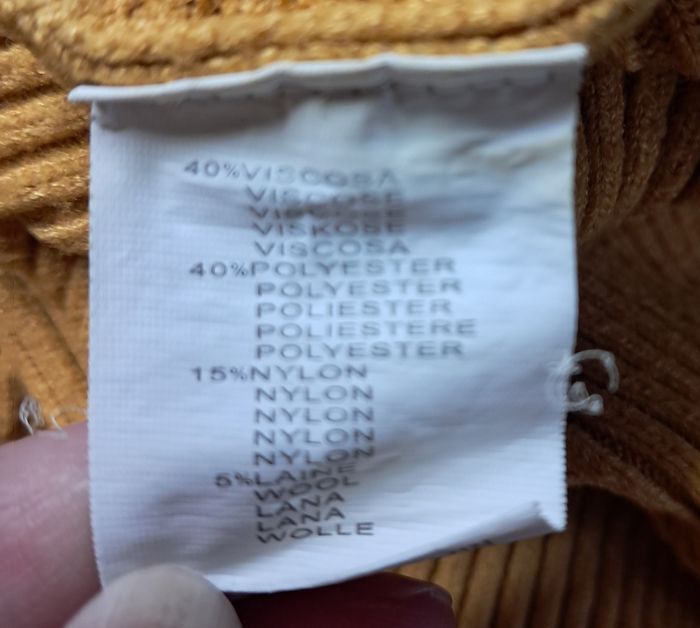 40%VISCOSA
VISCOSE
VISCOSE
VISKOSE
VISCOSA
40%POLYESTER
POLYESTER
POLIESTER
POLIESTERE
POLYESTER
15%NYLON
NYLON
NYLON
NYLON
NYLON
5%LAINE
WOOL
LANA
LANA
WOLLE